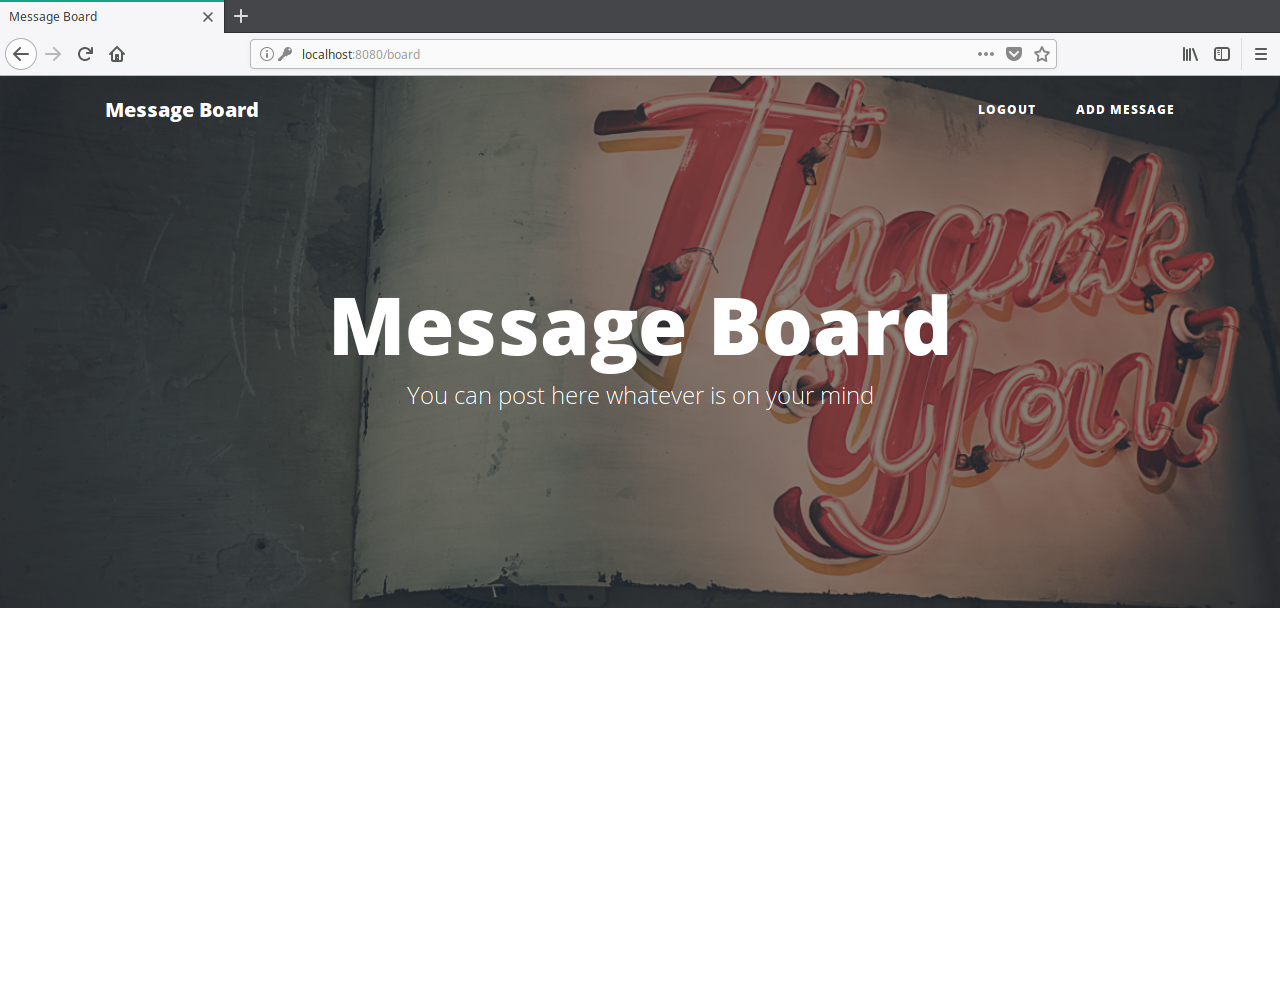 Message Board
localhost:8080/board
Message Board
LOGOUT
ADD MESSAGE
Thank
You!
Message Board
You can post here whatever is on your mind